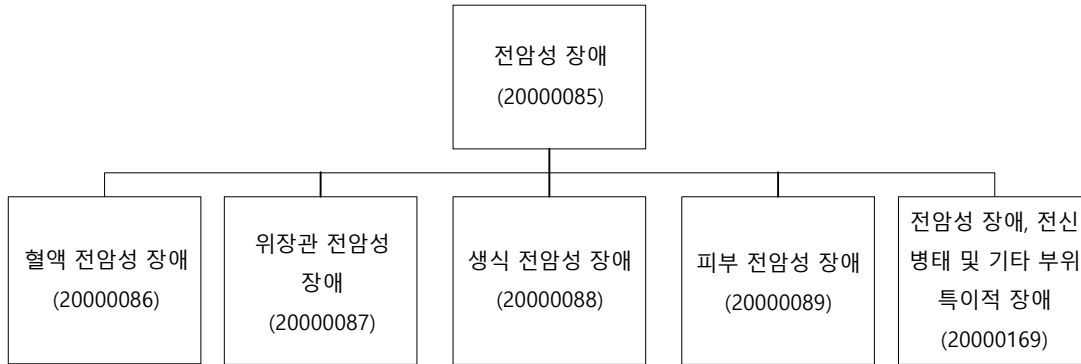 전암성 장애
(20000085)
혈액 전암성 장애
(20000086)
위장관 전암성
장애
(20000087)
생식 전암성 장애
(20000088)
피부 전암성 장애
(20000089)
전암성 장애, 전신
병태 및 기타 부위
특이적 장애
(20000169)